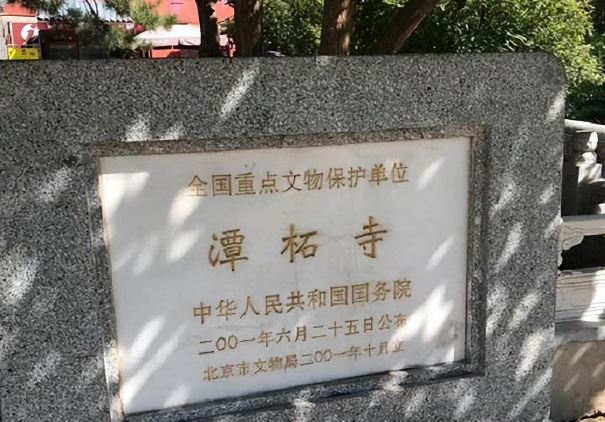 全国重点文物保护单位
潭柘寺
中华人民共和国国务院
二〇〇一年六月二十五日公布
北京市文物局二〇〇一年十月立